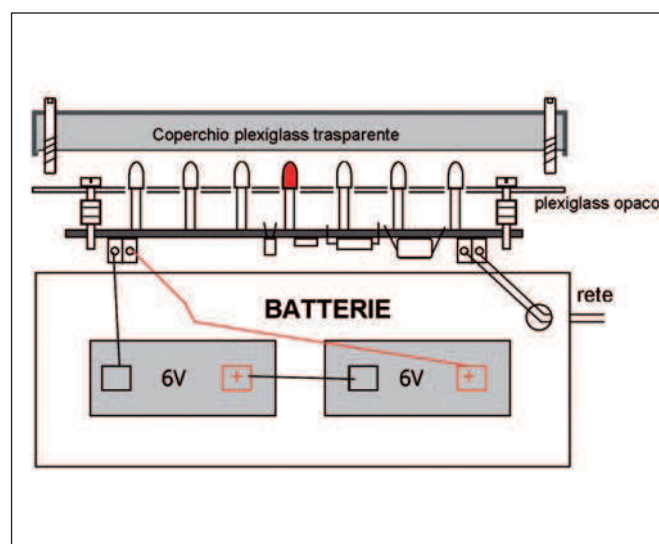 Coperchio plexiglass trasparente
plexiglass opaco
rete
BATTERIE
6V
+
6V
+